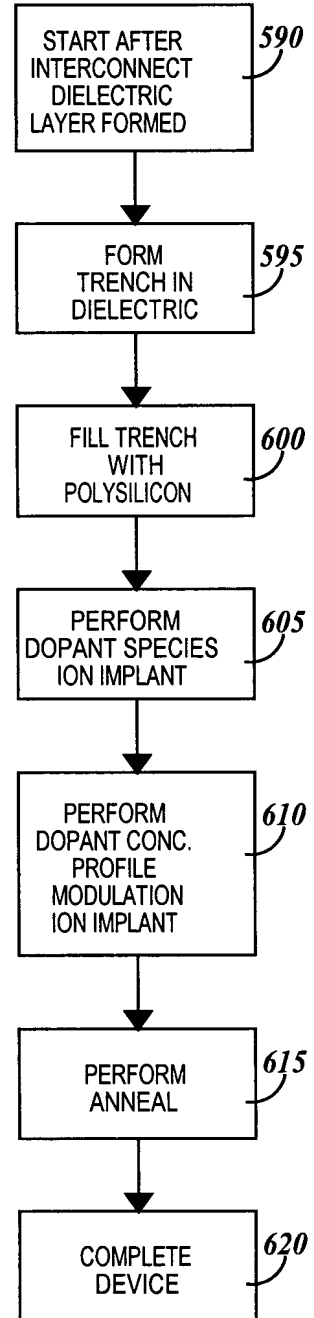 START AFTER
INTERCONNECT
DIELECTRIC
LAYER FORMED
590
FORM
TRENCH IN
DIELECTRIC
595
FILL TRENCH
WITH
POLYSILICON
600
PERFORM
DOPANT SPECIES
ION IMPLANT
605
PERFORM
DOPANT CONC.
PROFILE
MODULATION
ION IMPLANT
610
PERFORM
ANNEAL
615
COMPLETE
DEVICE
620